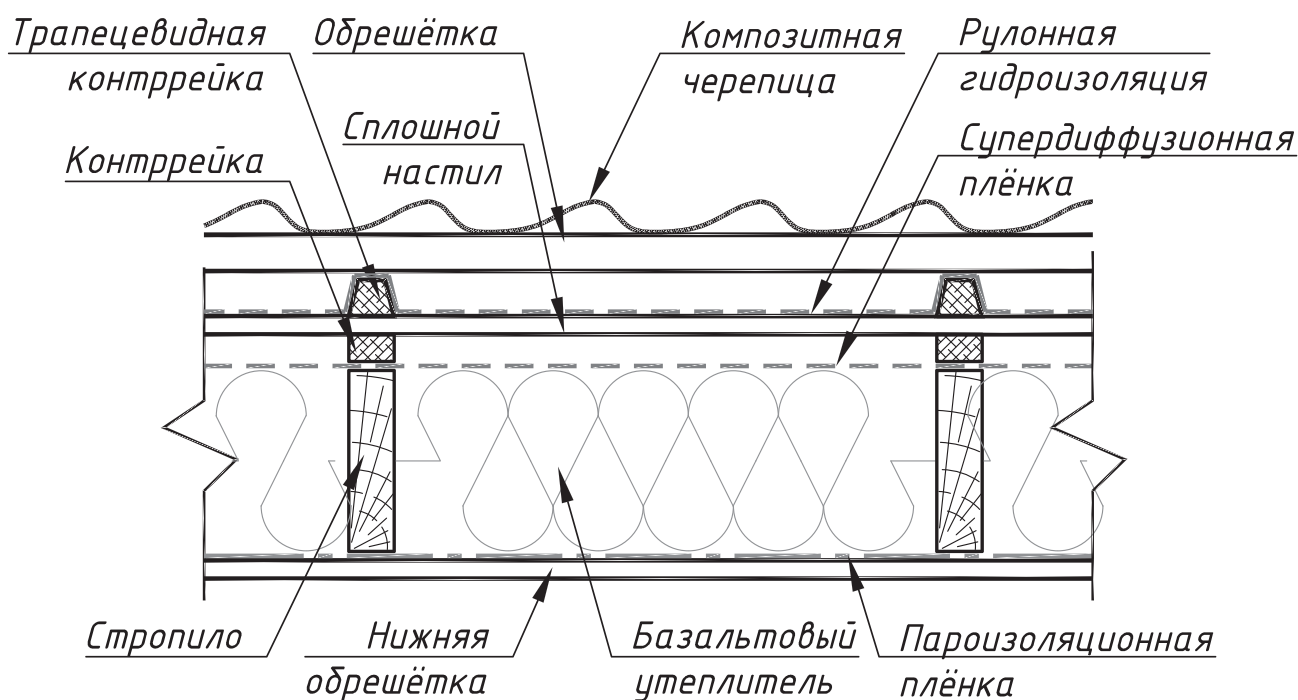 Трапецевидная
контррейка
Обрешётка
Композитная
черепица
Рулонная
гидроизоляция
Сплошной
настил
Контррейка
Супердиффузионная
плёнка
Стропило
Нижняя
обрешётка
Базальтовый
утеплитель
Пароизоляционная
плёнка